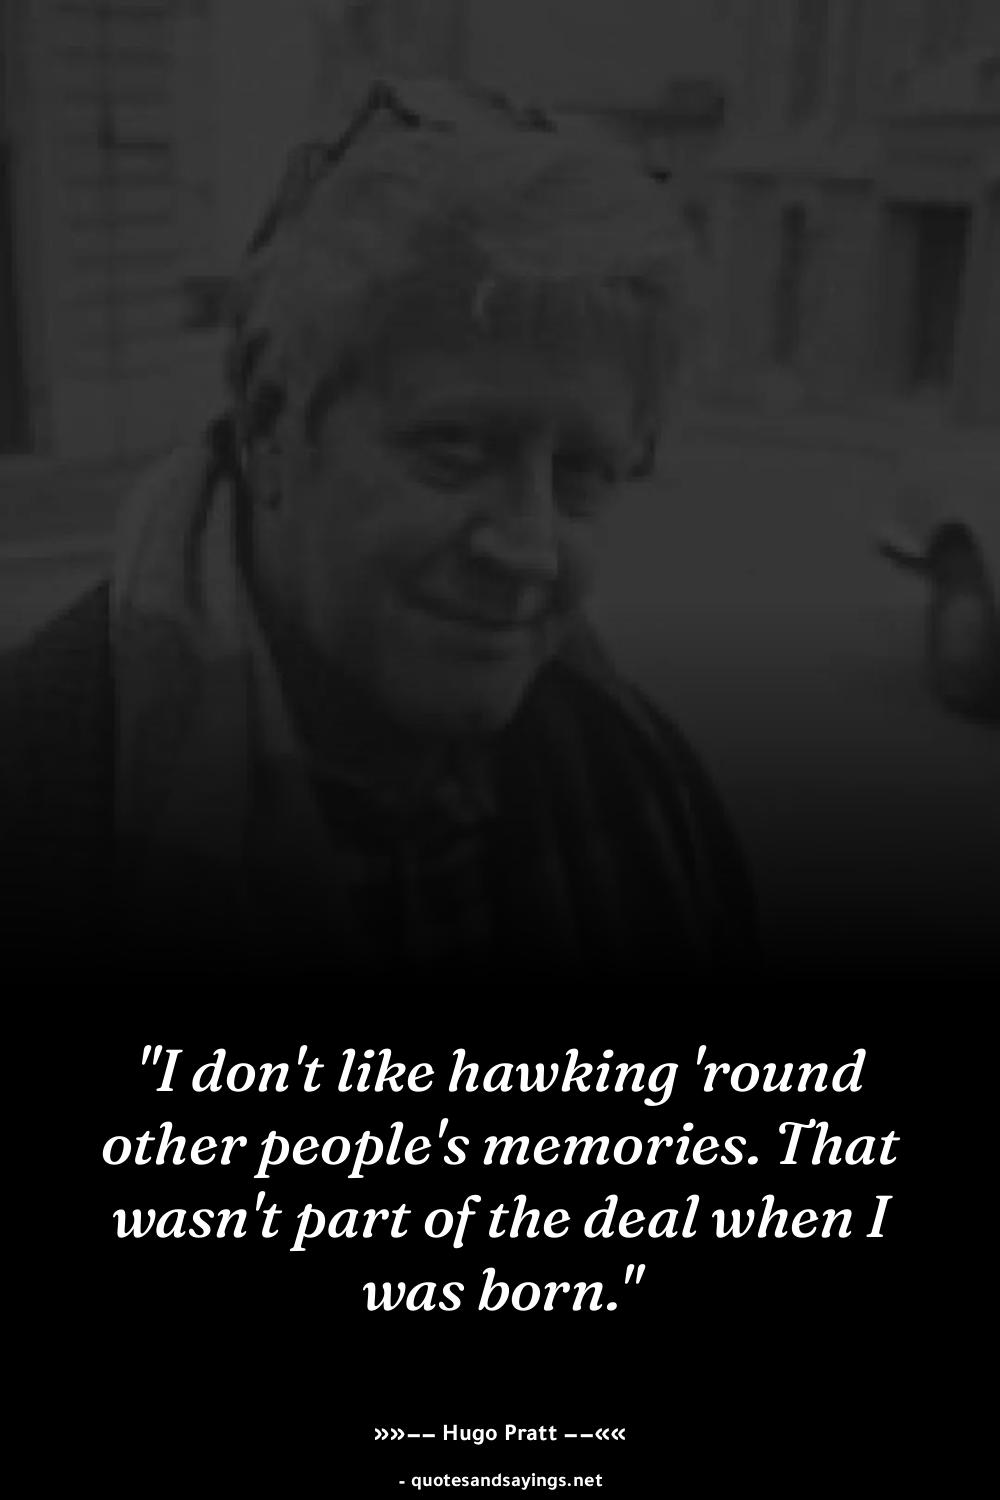 "I don't like hawking 'round
other people's memories. That
wasn't part of the deal when I
was born."
»»–– Hugo Pratt ––««
- quotesandsayings.net